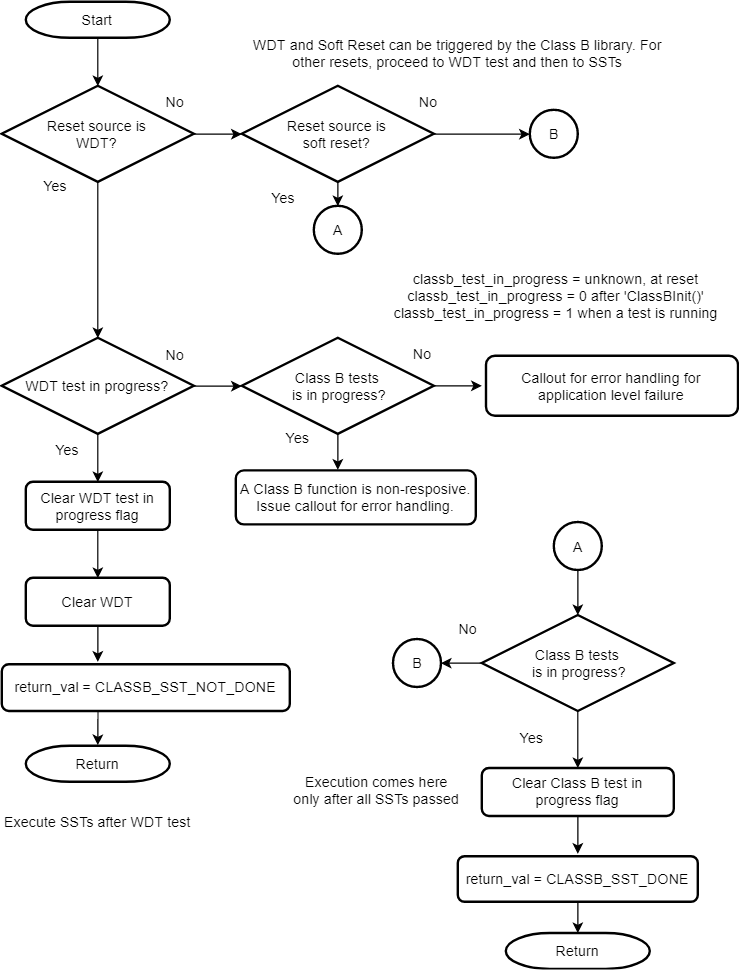 Start
WDT and Soft Reset can be triggered by the Class B library. For
other resets, proceed to WDT test and then to SSTs
No
No
Reset source is
WDT?
Reset source is
soft reset?
B
Yes
Yes
A
classb_test_in_progress = unknown, at reset
classb_test_in_progress = 0 after 'ClassBInit()'
classb_test_in_progress = 1 when a test is running
No
No
WDT test in progress?
Class B tests
is in progress?
Callout for error handling for
application level failure
Yes
Yes
Clear WDT test in
progress flag
A Class B function is non-resposive.
Issue callout for error handling.
A
Clear WDT
No
B
Class B tests
is in progress?
return_val = CLASSB_SST_NOT_DONE
Yes
Return
Execution comes here
only after all SSTs passed
Clear Class B test in
progress flag
Execute SSTs after WDT test
return_val = CLASSB_SST_DONE
Return